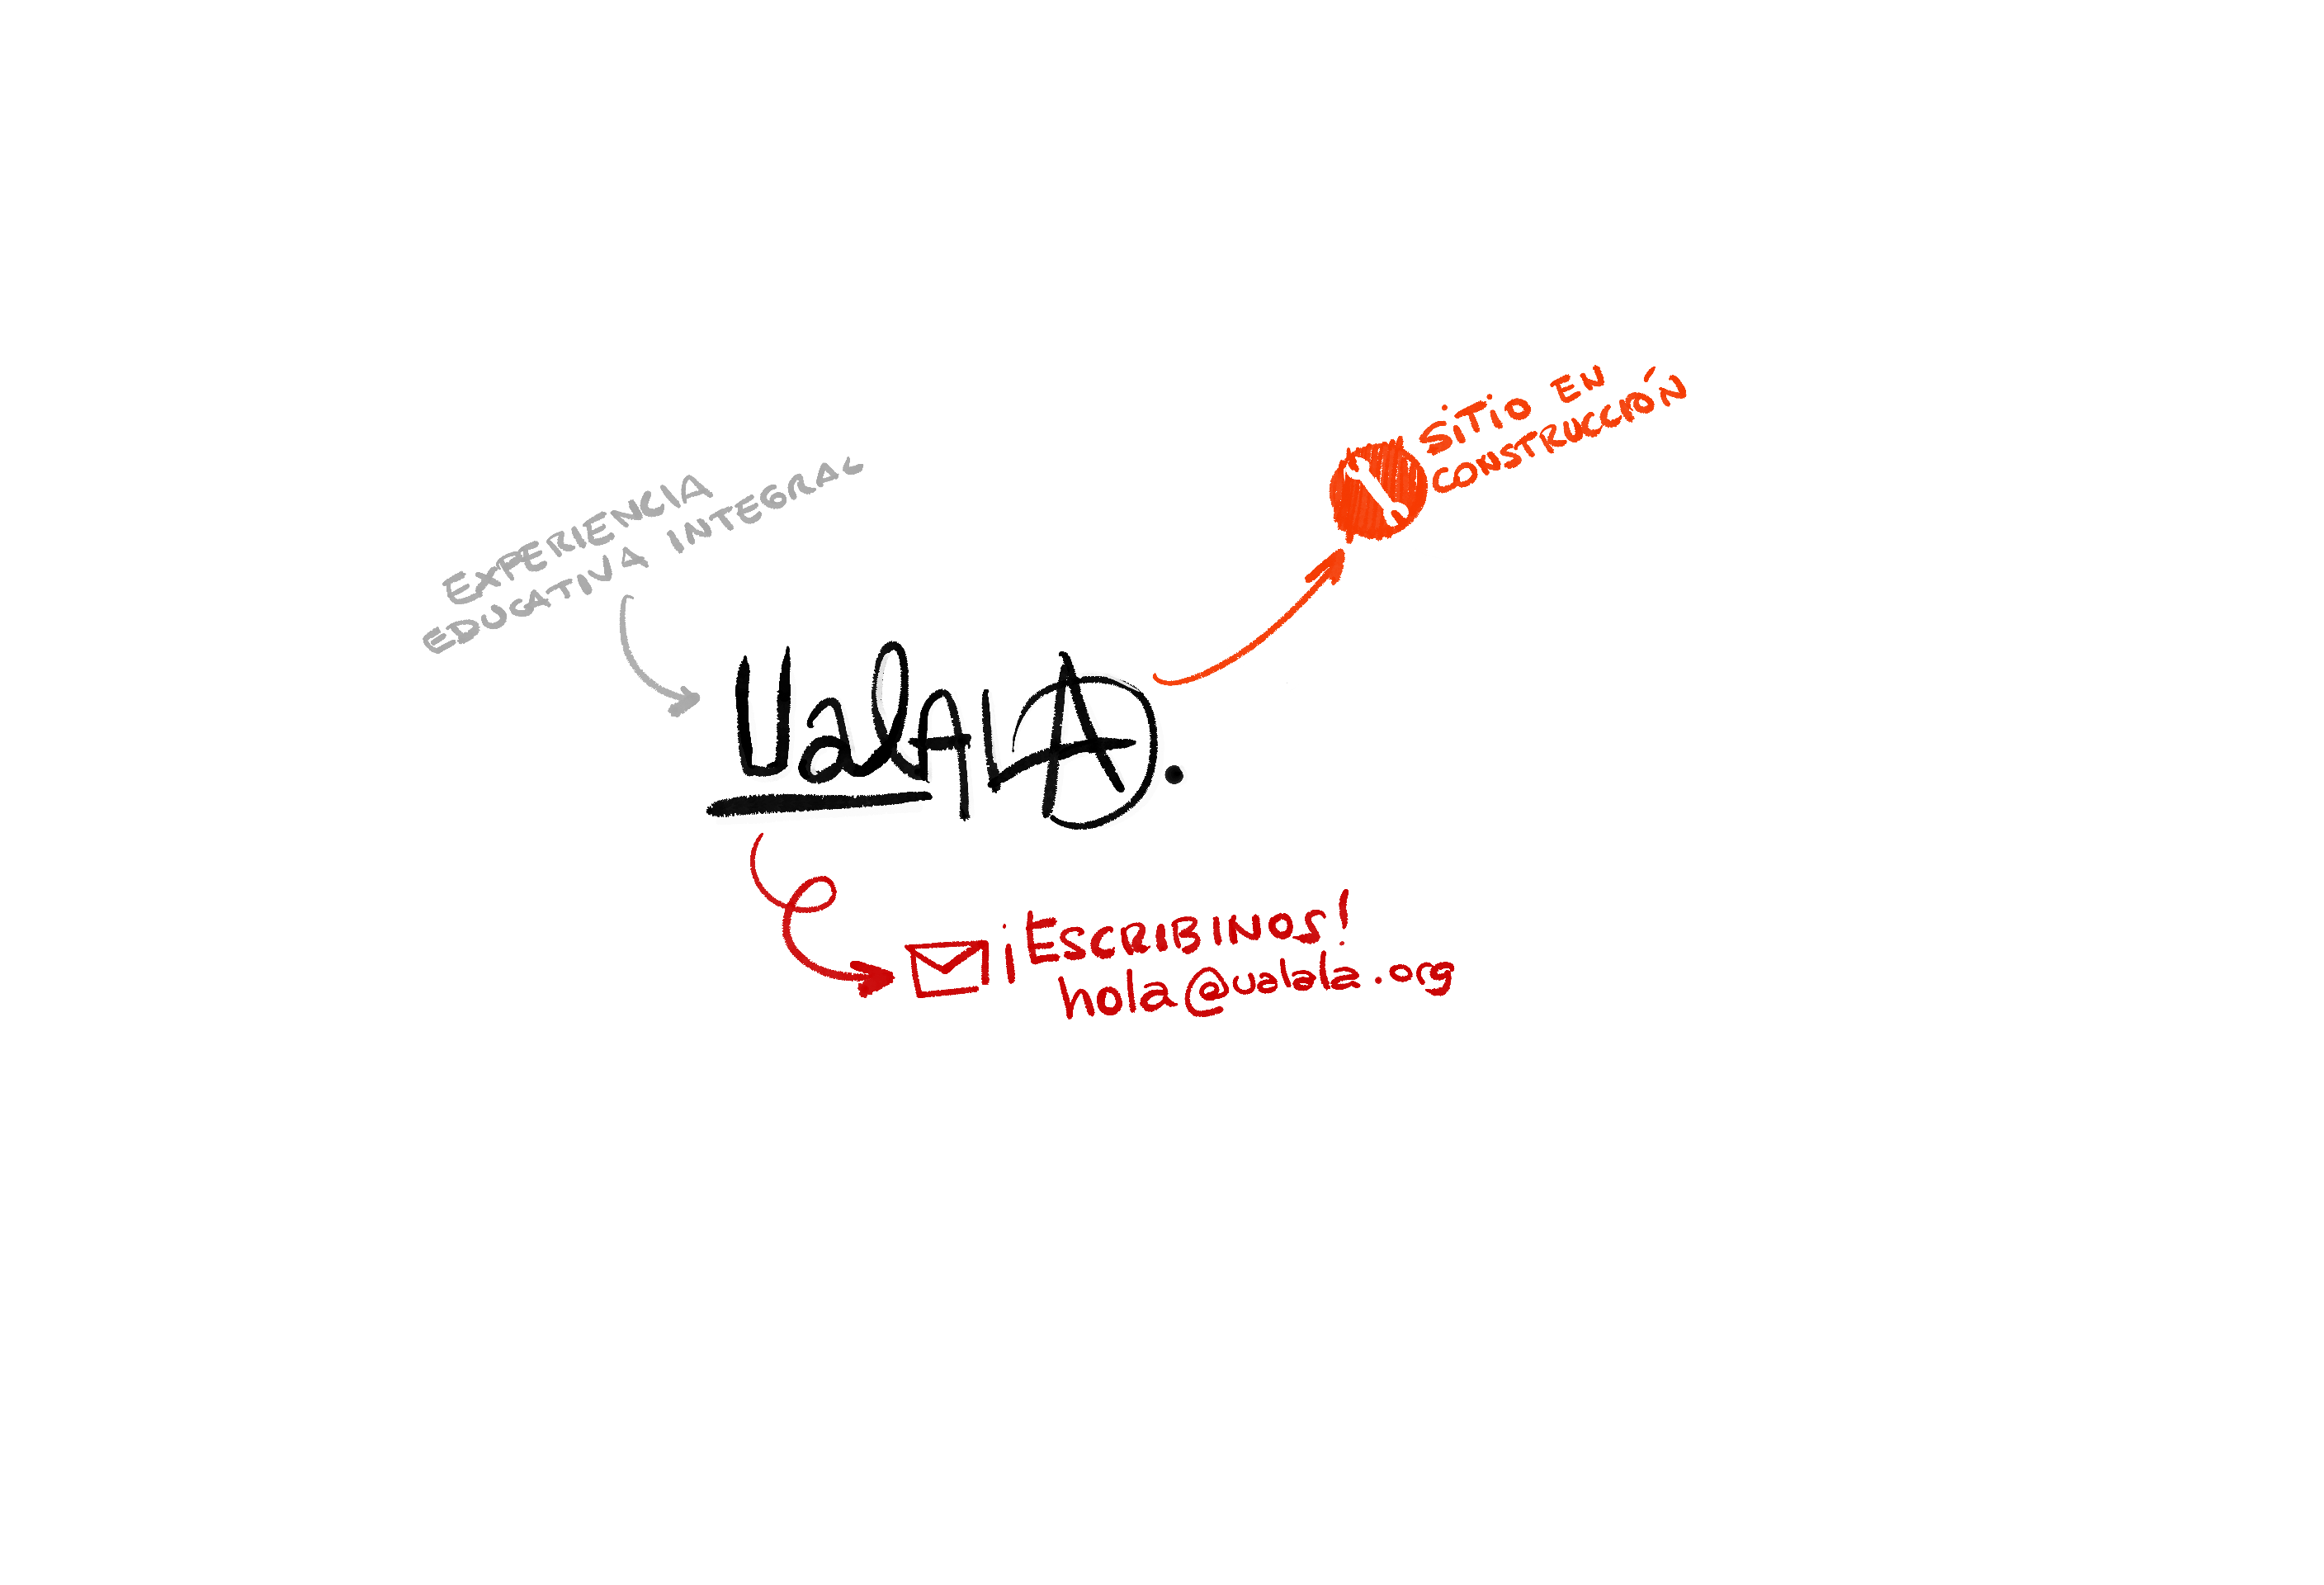 EXPERIENCIA
EDUCATIVA INTEGRAL
SiTiO EN
CONSTRUCCIÓN
UalALA.
¡ESCRIBINOS!
hola@ualala.org